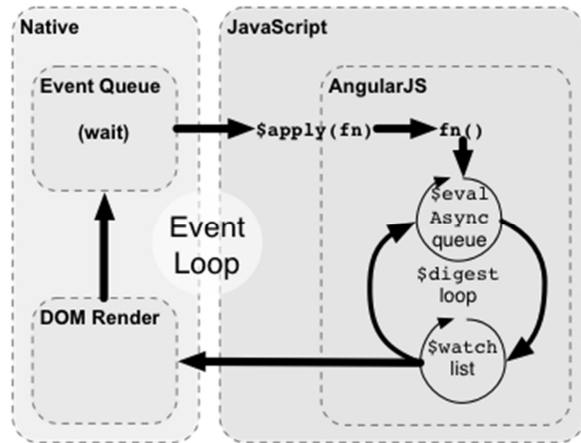 Native
JavaScript
Event Queue
(wait)
AngularJS
$apply(fn)
fn()
$eval
Async
queue
Event
Loop
$digest
loop
DOM Render
$watch
list